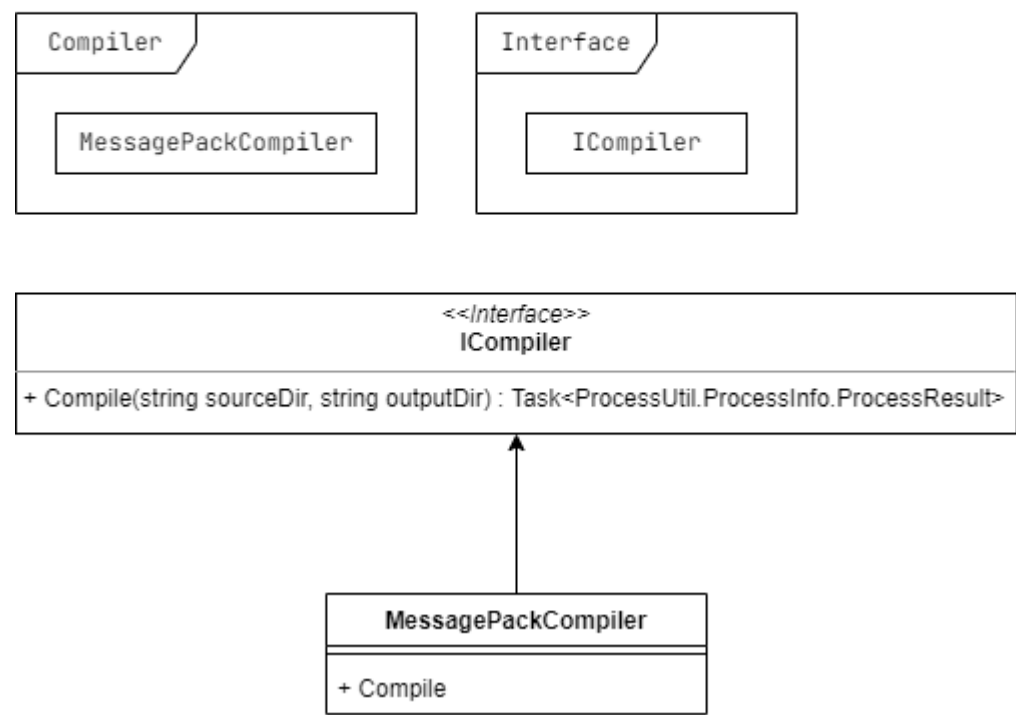 Compiler
MessagePackCompiler
Interface
ICompiler
<<Interface>>
ICompiler
+ Compile(string sourceDir, string outputDir) : Task<ProcessUtil.ProcessInfo.ProcessResult>
MessagePackCompiler
+ Compile